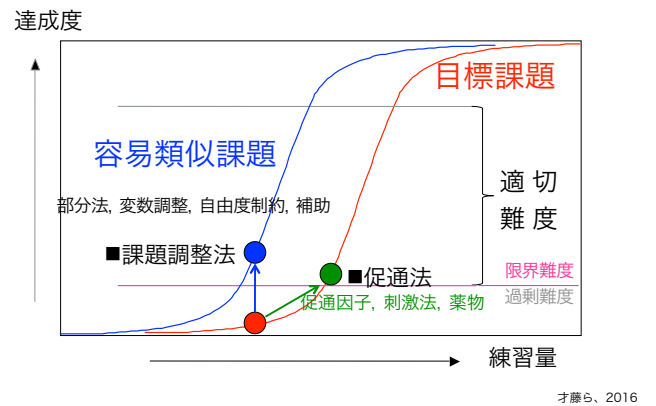 達成度
目標課題
容易類似課題
適 切
難 度
部分法, 変数調整, 自由度制約, 補助
■課題調整法
■促通法
限界難度
過剰難度
促通因子, 刺激法, 薬物
練習量
才藤ら、2016